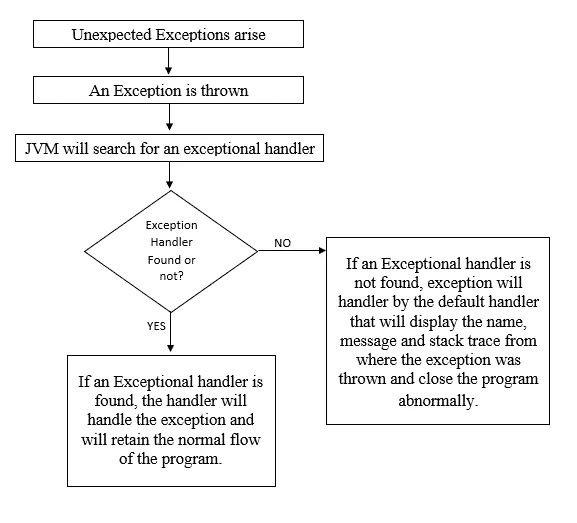 Unexpected Exceptions arise
An Exception is thrown
JVM will search for an exceptional handler
Exception
Handler
Found or
not?
NO
YES
If an Exceptional handler is
not found, exception will
handler by the default handler
that will display the name,
message and stack trace from
where the exception was
thrown and close the program
abnormally.
If an Exceptional handler is
found, the handler will
handle the exception and
will retain the normal flow
of the program.